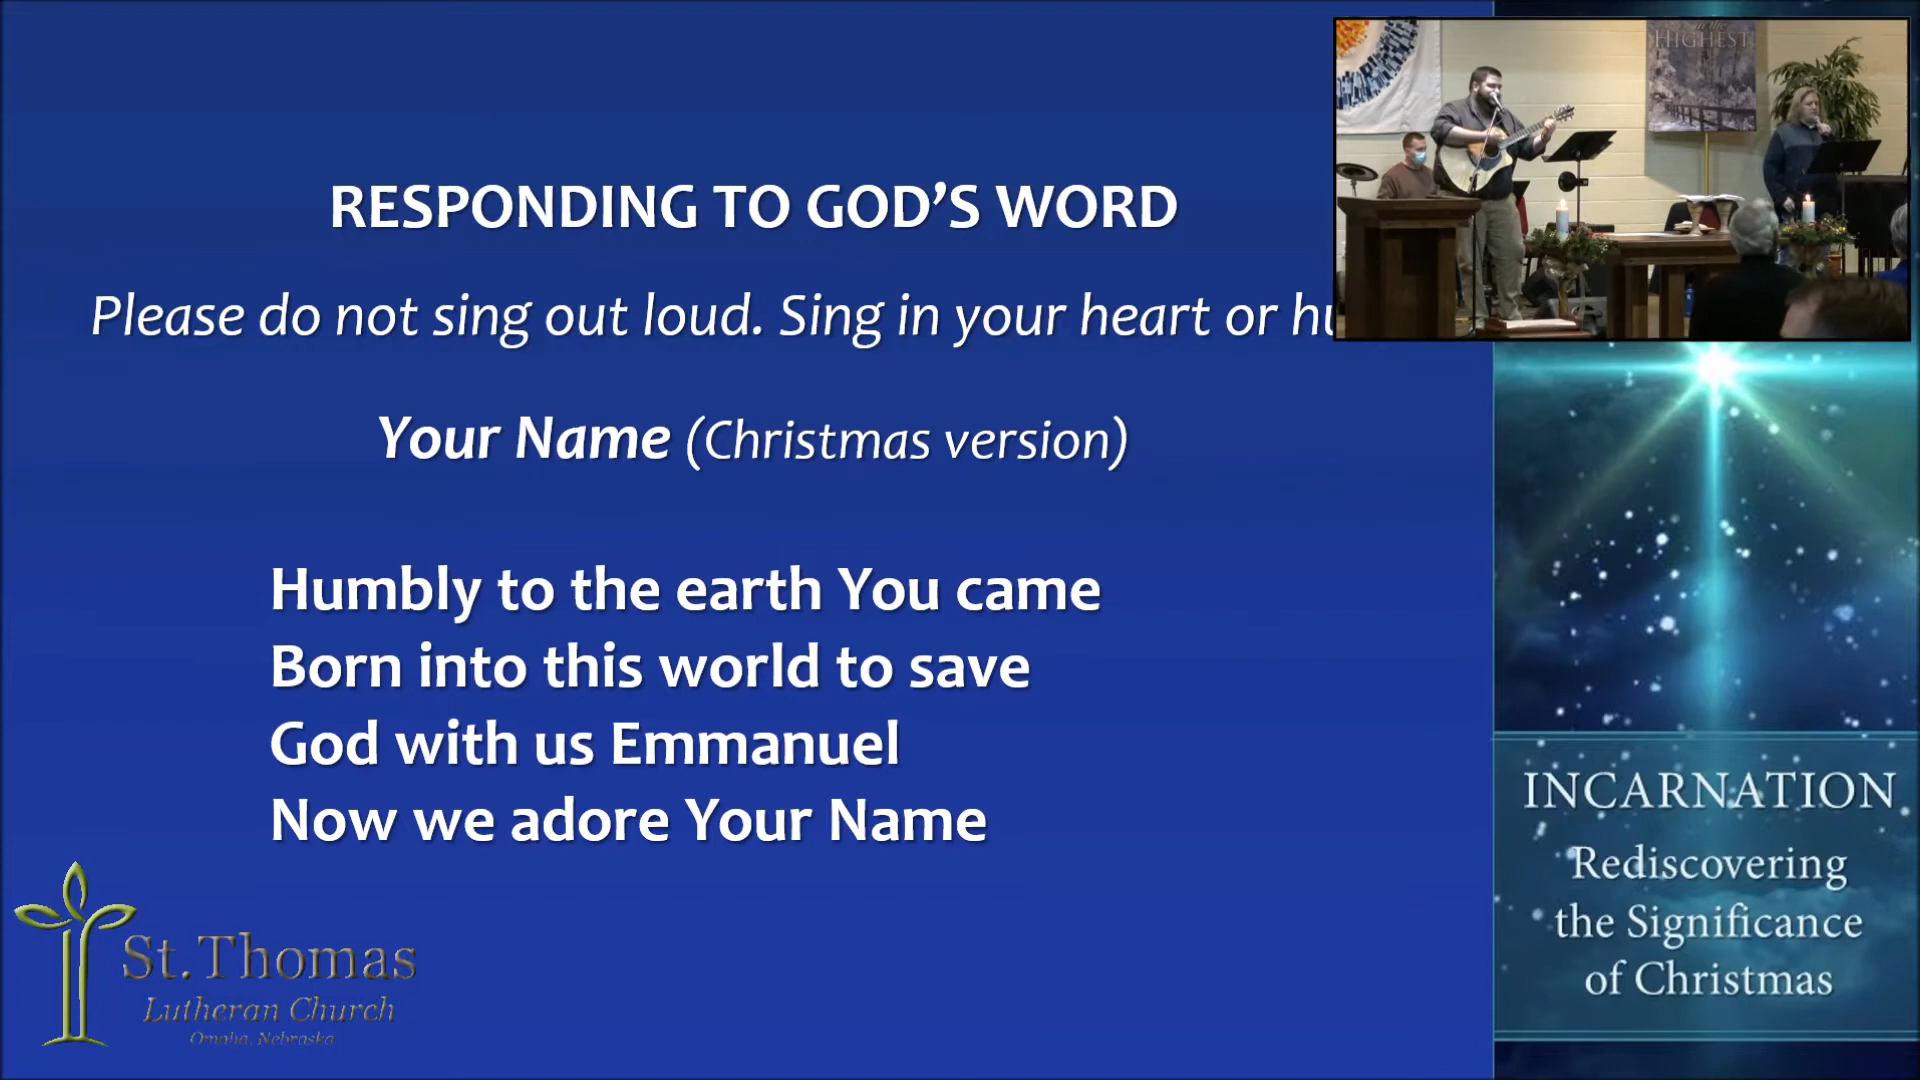 RESPONDING TO GOD’S WORD
Please do not sing out loud. Sing in your heart or
Your Name (Christmas version)
Humbly to the earth You came
Born into this world to save
God with us Emmanuel
Now we adore Your Name
St. Thomas
Lutheran Church
Omaha, Nebraska
HIGHEST
INCARNATION
Rediscovering
the Significance
of Christmas